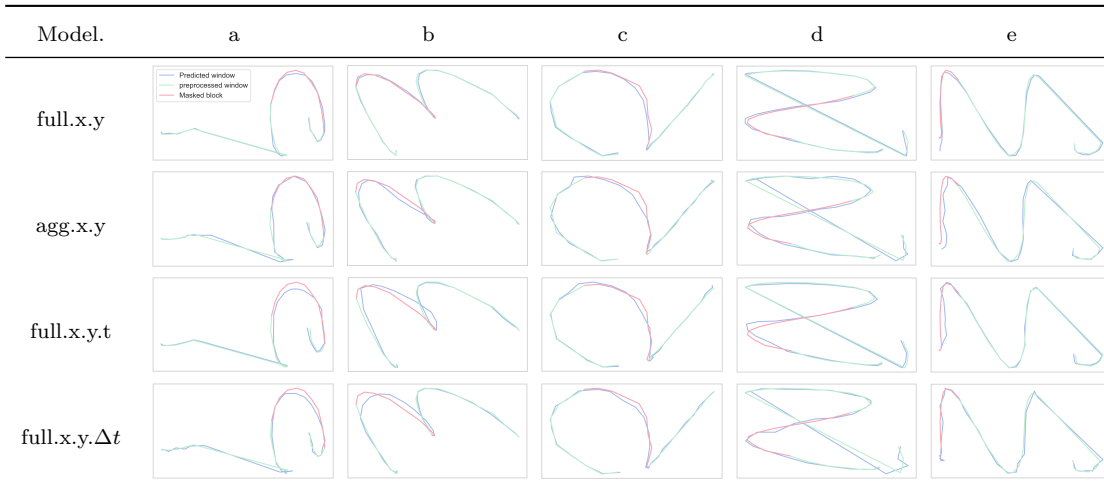 Model. a b c d e
Predicted window
preprocessed window
Masked block
full.x.y
agg.x.y
full.x.y.t
full.x.y.Δt